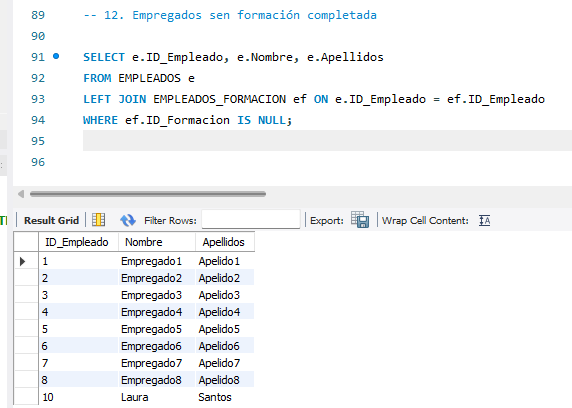 89 -- 12. Empregados sen formación completada
90
91 SELECT e.ID_Empleado, e.Nombre, e.Apellidos
92 FROM EMPLEADOS e
93 LEFT JOIN EMPLEADOS_FORMACION ef ON e.ID_Empleado = ef.ID_Empleado
94 WHERE ef.ID_Formacion IS NULL;
95
96
Result Grid Filter Rows: Export: Wrap Cell Content:
ID_Empleado Nombre Apellidos
1 Empregado1 Apelido1
2 Empregado2 Apelido2
3 Empregado3 Apelido3
4 Empregado4 Apelido4
5 Empregado5 Apelido5
6 Empregado6 Apelido6
7 Empregado7 Apelido7
8 Empregado8 Apelido8
10 Laura Santos